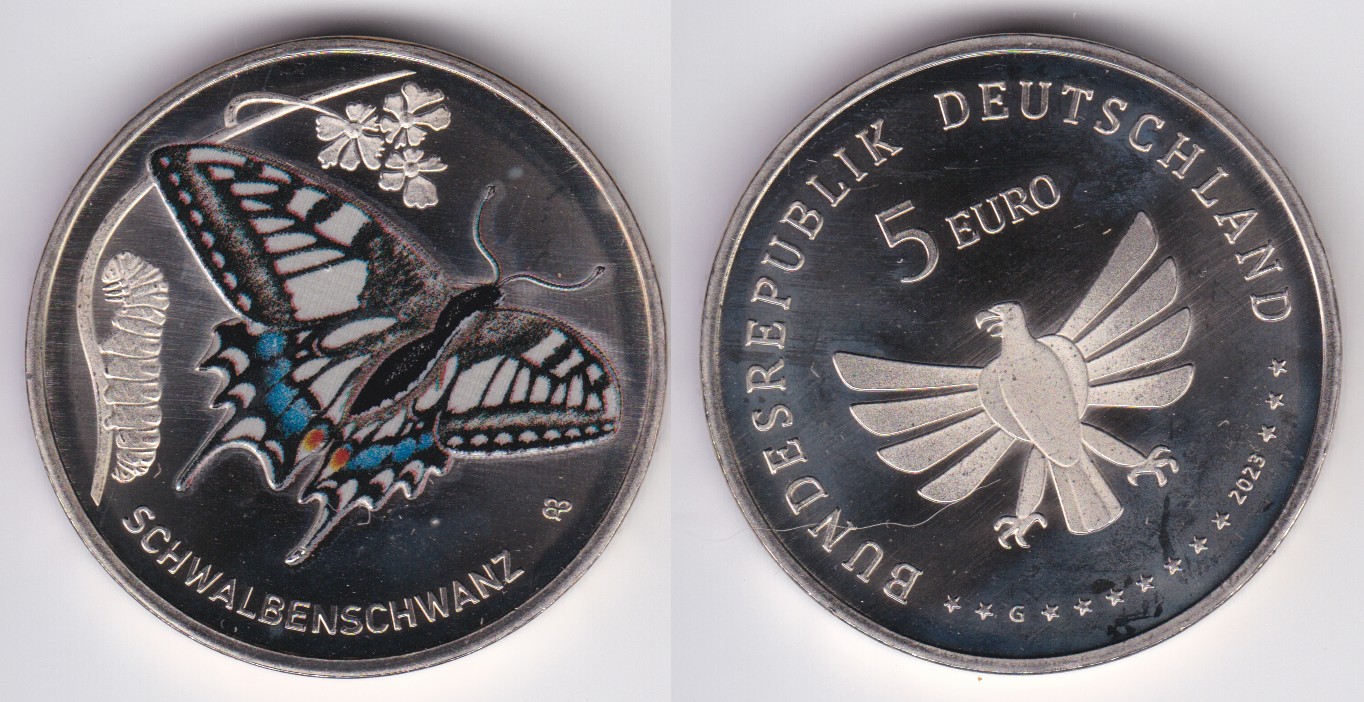 SCHWALBENSCHWANZ
BUNDESREPUBLIK DEUTSCHLAND
5 EURO
2023
G